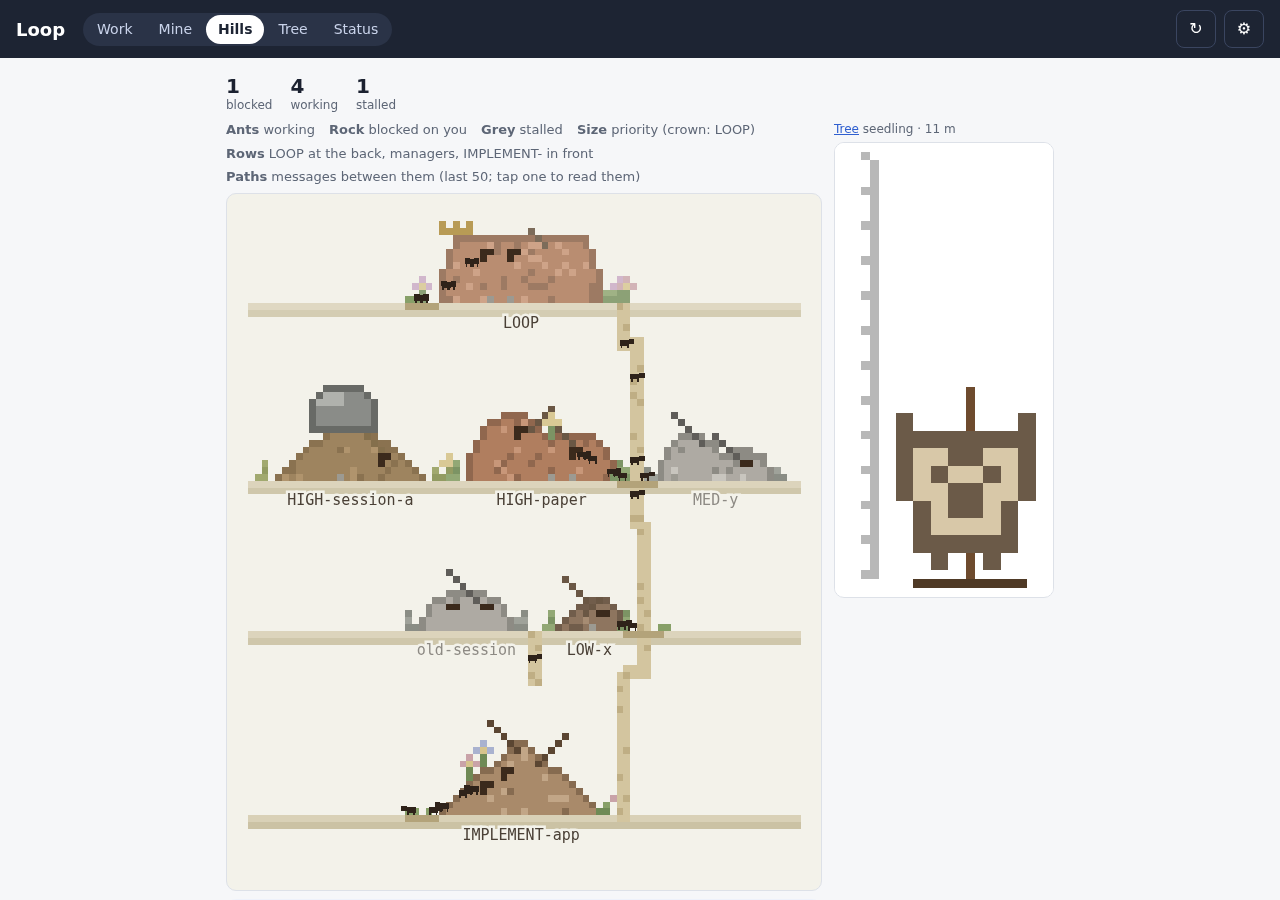 Loop Work Mine Hills Tree Status ↻ ⚙
1 4 1
blocked working stalled
Ants working Rock blocked on you Grey stalled Size priority (crown: LOOP)
Rows LOOP at the back, managers, IMPLEMENT- in front
Paths messages between them (last 50; tap one to read them)
Tree seedling · 11 m
LOOP
HIGH-session-a HIGH-paper MED-y
old-session LOW-x
IMPLEMENT-app